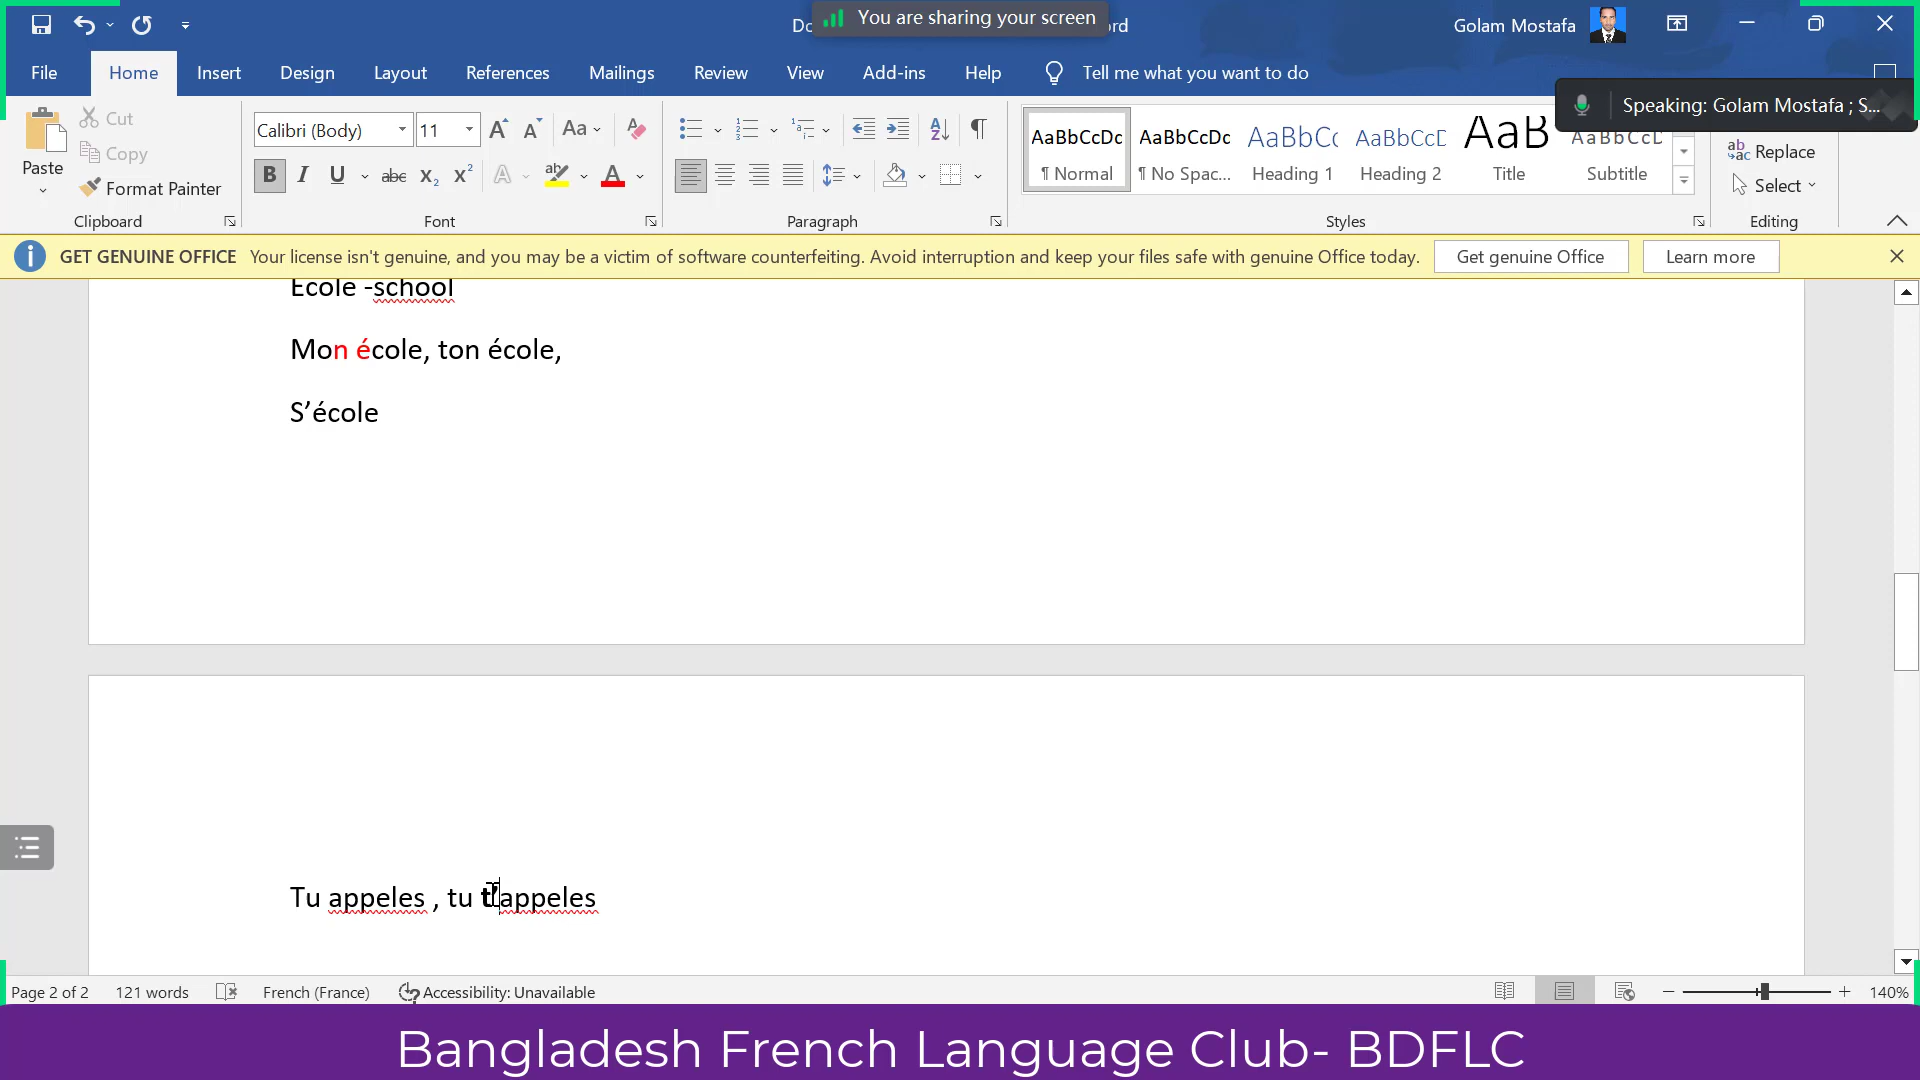 You are sharing your screen
Golam Mostafa
File Home Insert Design Layout References Mailings Review View Add-ins Help Tell me what you want to do
Speaking: Golam Mostafa ; S...
Paste
Cut
Copy
Format Painter
Clipboard
Calibri (Body) 11
Font
Paragraph
AaBbCcDc AaBbCcDc AaBbCc AaBbCcD AaB AaBbCcD
¶ Normal ¶ No Spac... Heading 1 Heading 2 Title Subtitle
Styles
Replace
Select
Editing
GET GENUINE OFFICE Your license isn't genuine, and you may be a victim of software counterfeiting. Avoid interruption and keep your files safe with genuine Office today. Get genuine Office Learn more
Ecole -school
Mon école, ton école,
S’école
Tu appeles , tu t’appeles
Page 2 of 2 121 words French (France) Accessibility: Unavailable 140%
Bangladesh French Language Club- BDFLC